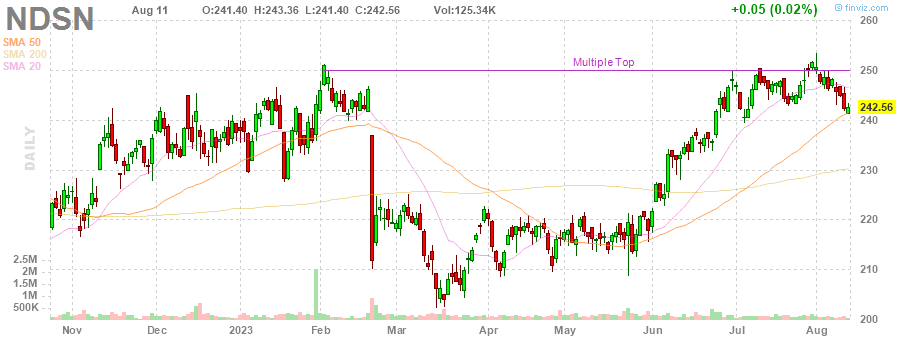 NDSN Aug 11 O:241.40 H:243.36 L:241.40 C:242.56 Vol:125.34K +0.05 (0.02%) © finviz.com
SMA 50
SMA 200
SMA 20
DAILY
Multiple Top
260
250
242.56
240
230
220
210
200
2.5M
2M
1.5M
1M
500K
Nov Dec 2023 Feb Mar Apr May Jun Jul Aug